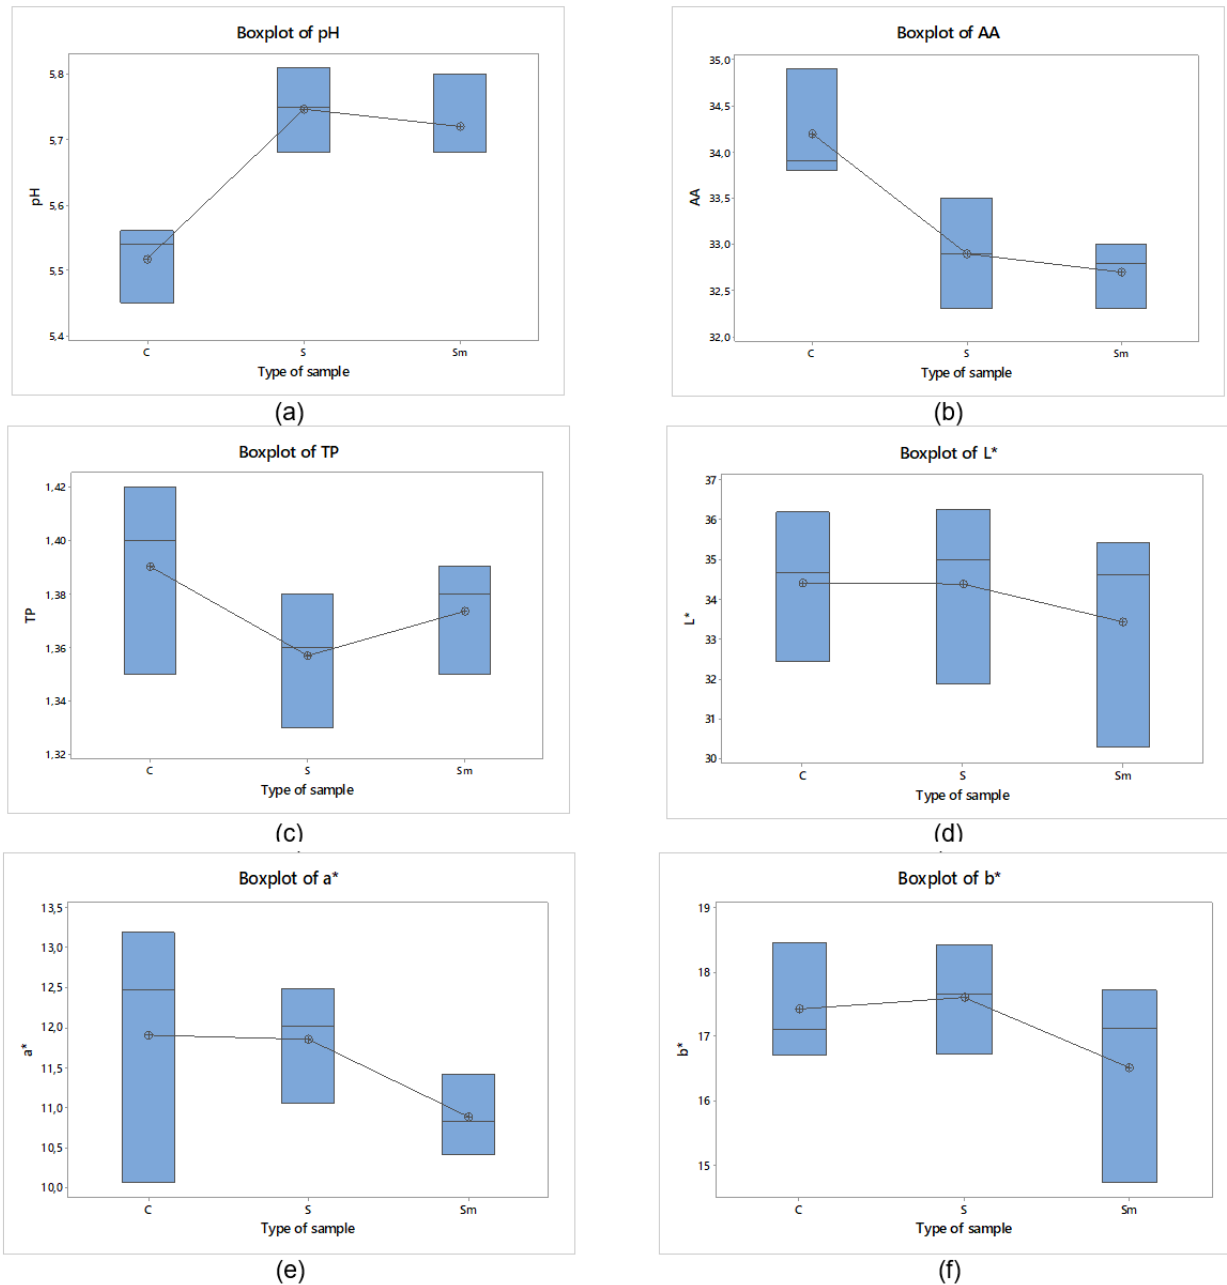 Boxplot of pH
5,8
5,7
5,6
5,5
5,4
pH
C S Sm
Type of sample
(a)
Boxplot of AA
35,0
34,5
34,0
33,5
33,0
32,5
32,0
AA
C S Sm
Type of sample
(b)
Boxplot of TP
1,42
1,40
1,38
1,36
1,34
1,32
TP
C S Sm
Type of sample
(c)
Boxplot of L*
37
36
35
34
33
32
31
30
L*
C S Sm
Type of sample
(d)
Boxplot of a*
13,5
13,0
12,5
12,0
11,5
11,0
10,5
10,0
a*
C S Sm
Type of sample
(e)
Boxplot of b*
19
18
17
16
15
b*
C S Sm
Type of sample
(f)